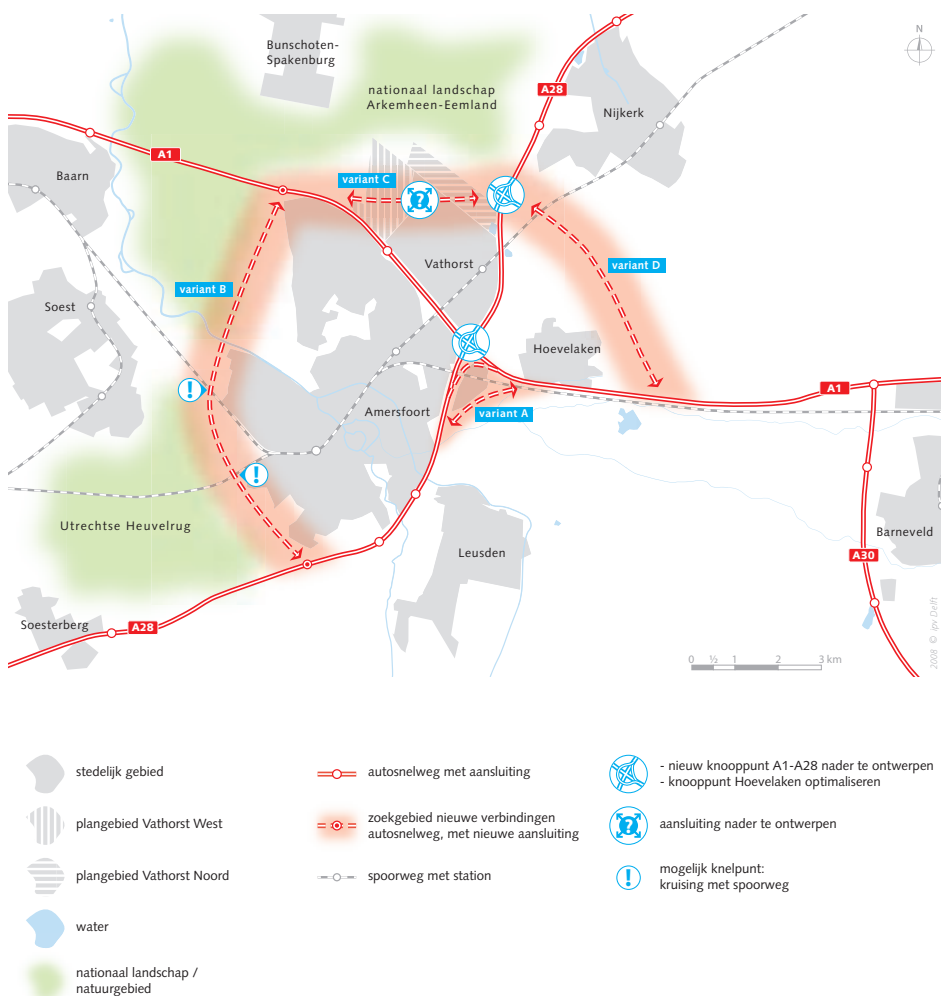 Bunschoten-
Spakenburg
N
nationaal landschap
Arkemheen-Eemland
A28
Nijkerk
A1
Baarn
variant C
?
Vathorst
variant D
variant B
Soest
Hoevelaken
!
A1
Amersfoort
variant A
!
Utrechtse Heuvelrug
Leusden
Barneveld
A30
Soesterberg
A28
0 ½ 1 2 3 km
2008 © ipv Delft
stedelijk gebied
autosnelweg met aansluiting
- nieuw knooppunt A1-A28 nader te ontwerpen
- knooppunt Hoevelaken optimaliseren
plangebied Vathorst West
zoekgebied nieuwe verbindingen
autosnelweg, met nieuwe aansluiting
?
aansluiting nader te ontwerpen
plangebied Vathorst Noord
spoorweg met station
!
mogelijk knelpunt:
kruising met spoorweg
water
nationaal landschap /
natuurgebied